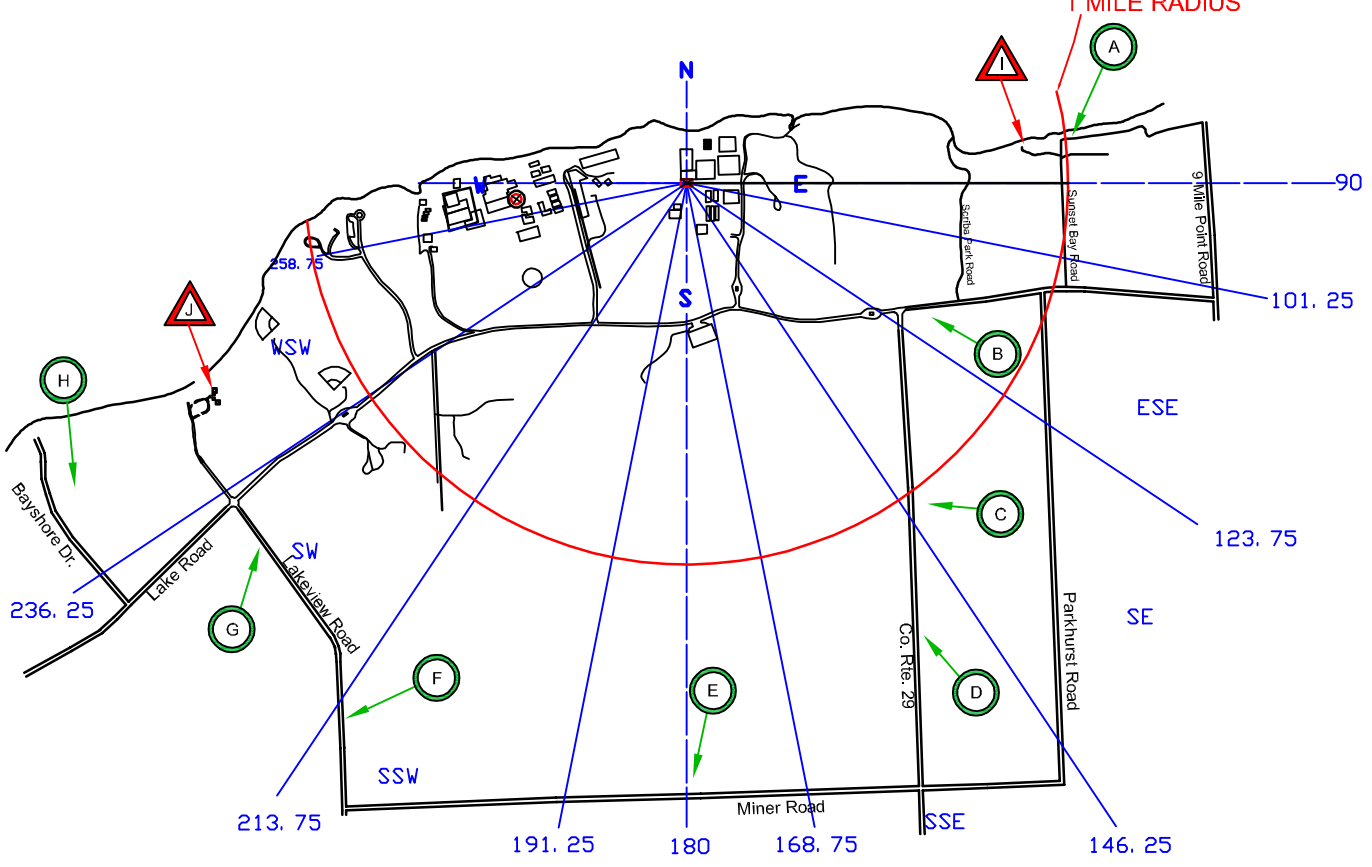 1 MILE RADIUS
A
I
N
W
E
90
9 Mile Point Road
Sunset Bay Road
Scriba Park Road
258. 75
S
101. 25
J
WSW
B
H
ESE
Bayshore Dr.
C
123. 75
SW
Lake Road
Lakeview Road
236. 25
G
SE
Parkhurst Road
Co. Rte. 29
F
E
D
SSW
Miner Road
SSE
213. 75
191. 25
180
168. 75
146. 25